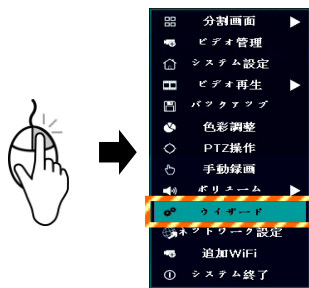 分割画面
ビデオ管理
システム設定
ビデオ再生
バックアップ
色彩調整
PTZ操作
手動録画
ボリューム
ウイザード
ネットワーク設定
追加WiFi
システム終了